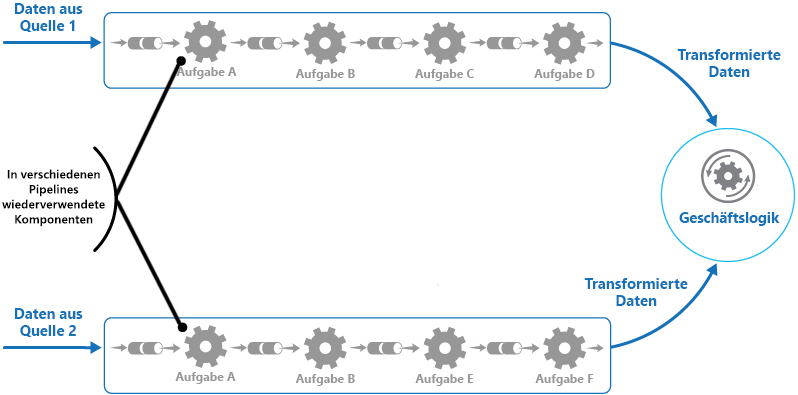 Daten aus
Quelle 1
Aufgabe A
Aufgabe B
Aufgabe C
Aufgabe D
Transformierte
Daten
In verschiedenen
Pipelines
wiederverwendete
Komponenten
Geschäftslogik
Transformierte
Daten
Daten aus
Quelle 2
Aufgabe A
Aufgabe B
Aufgabe E
Aufgabe F